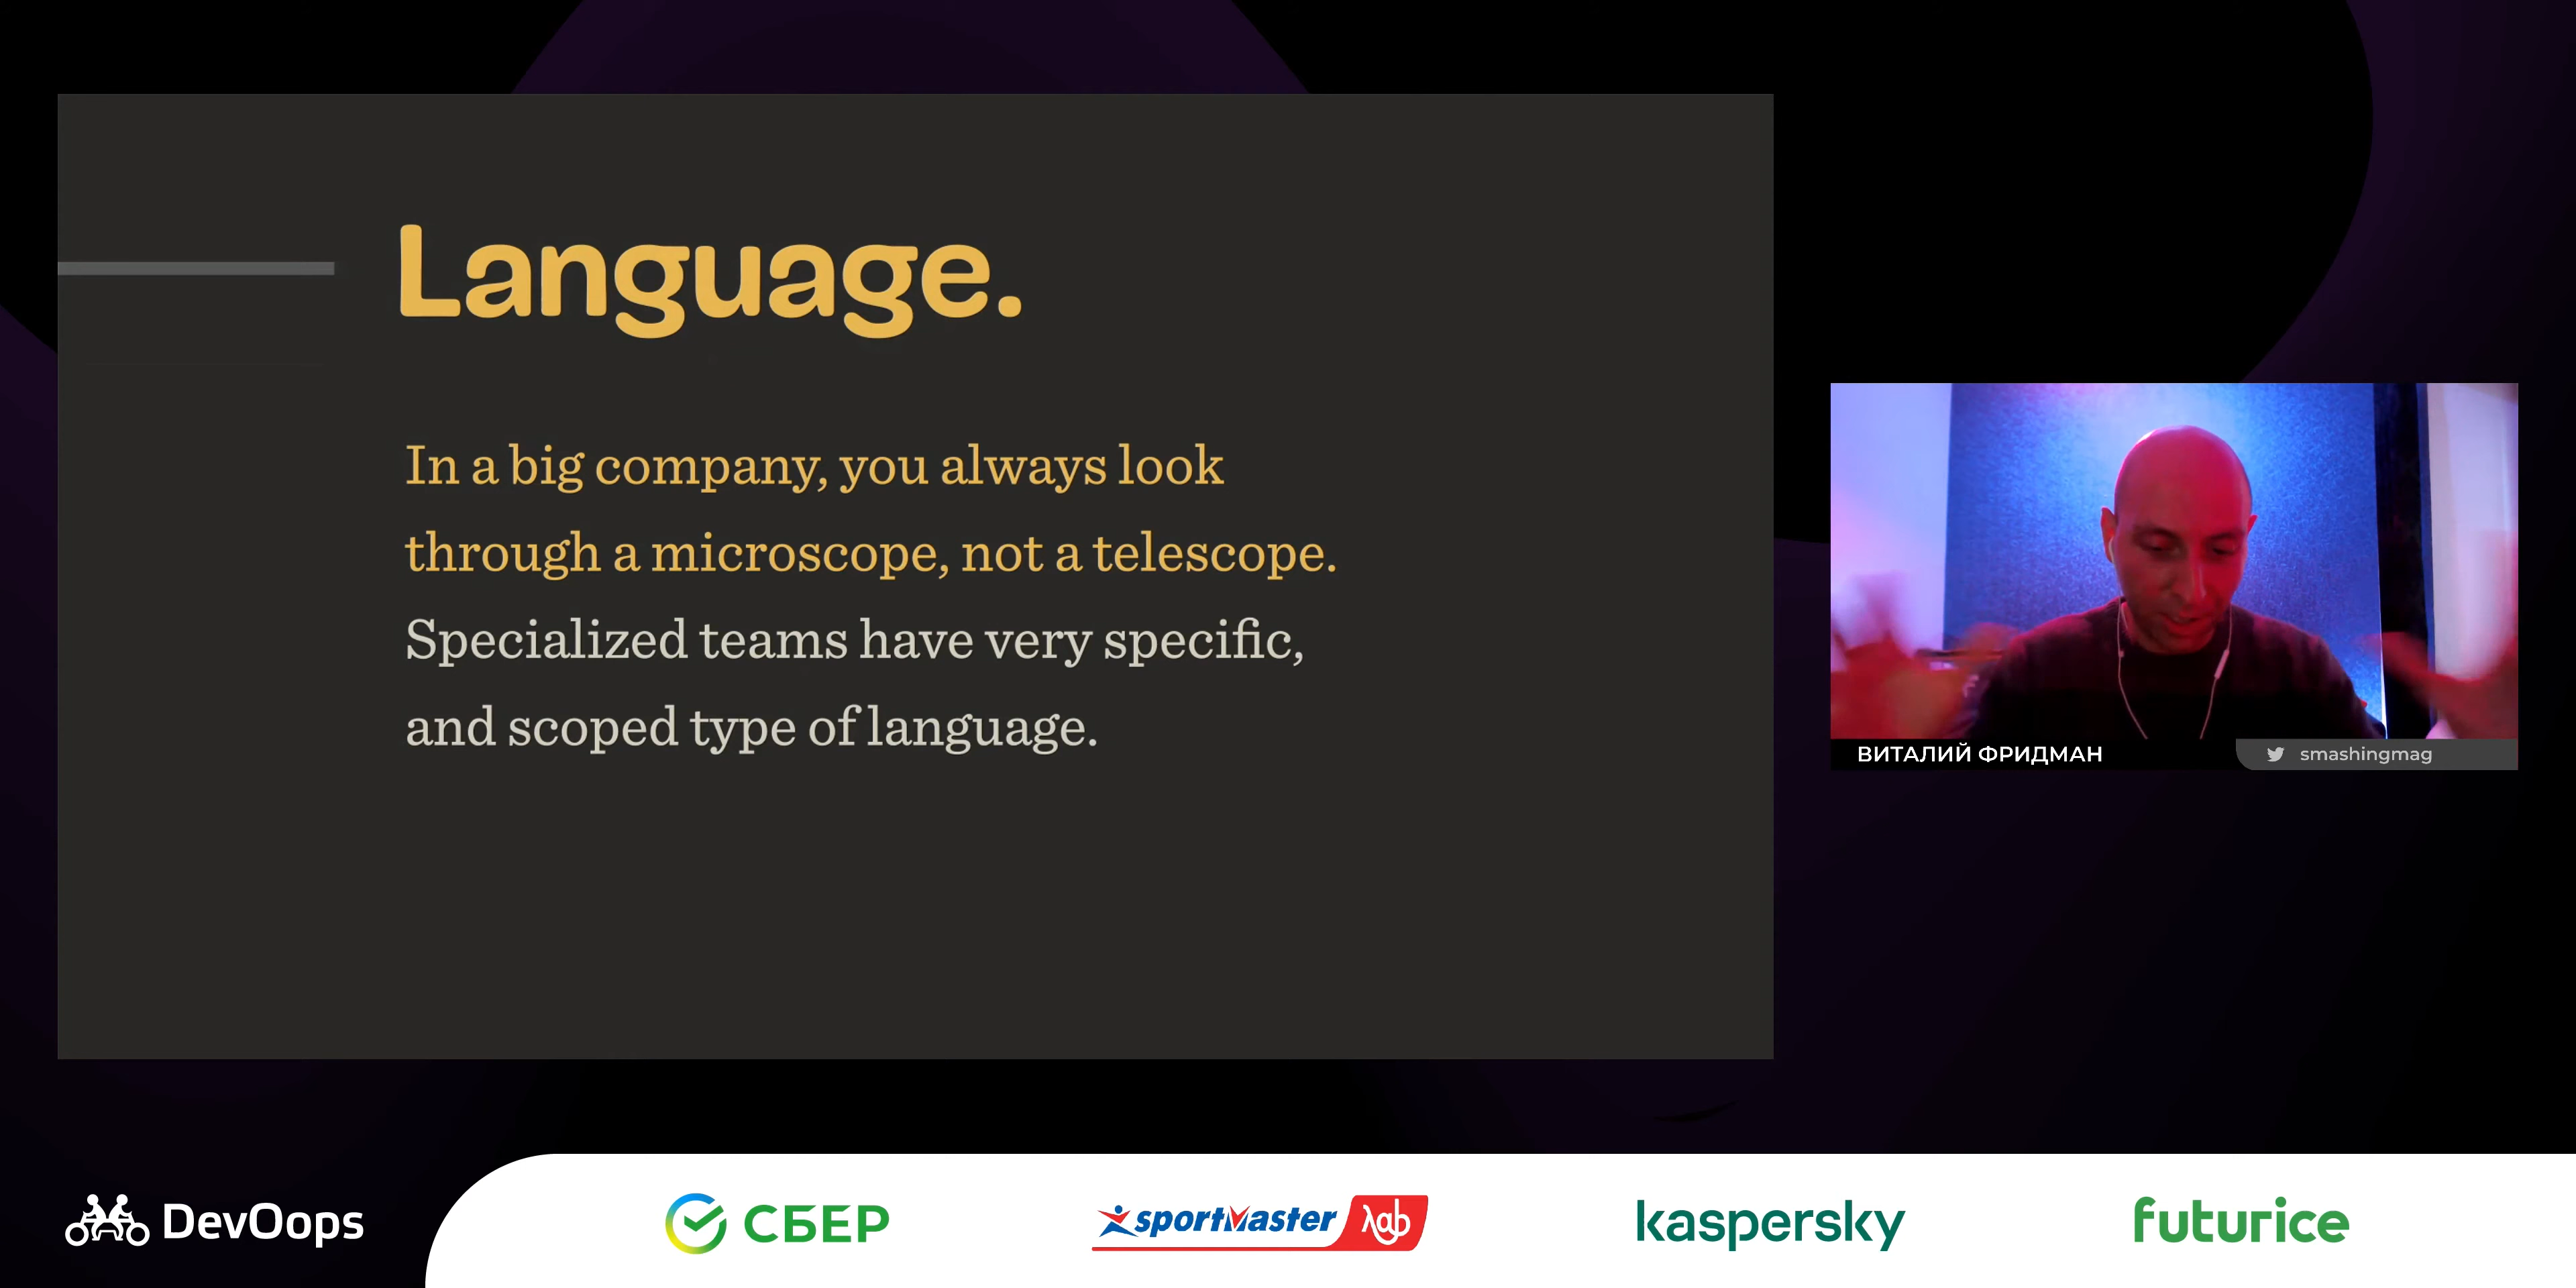 Language.
In a big company, you always look
through a microscope, not a telescope.
Specialized teams have very specific,
and scoped type of language.
ВИТАЛИЙ ФРИДМАН
smashingmag
DevOops
СБЕР
sportmaster
λab
kaspersky
futurice